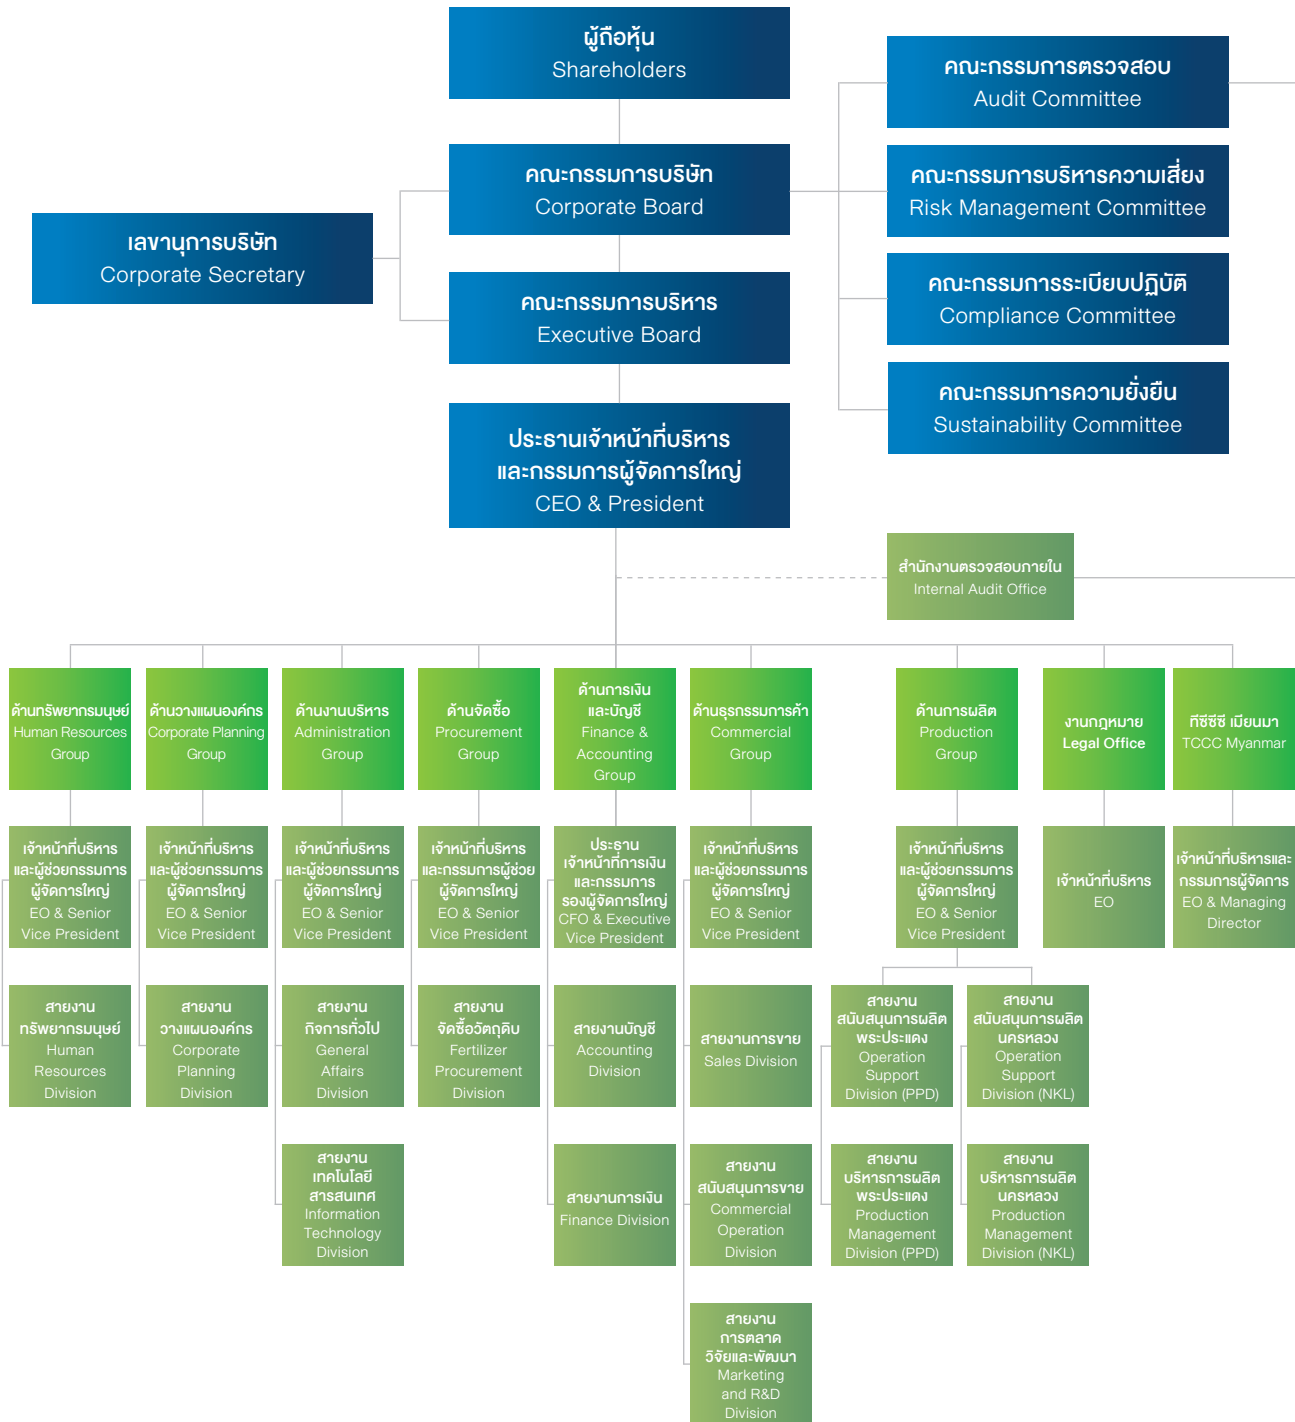 ผู้ถือหุ้น
Shareholders
คณะกรรมการตรวจสอบ
Audit Committee
คณะกรรมการบริษัท
Corporate Board
คณะกรรมการบริหารความเสี่ยง
Risk Management Committee
เลขานุการบริษัท
Corporate Secretary
คณะกรรมการบริหาร
Executive Board
คณะกรรมการระเบียบปฏิบัติ
Compliance Committee
คณะกรรมการความยั่งยืน
Sustainability Committee
ประธานเจ้าหน้าที่บริหาร
และกรรมการผู้จัดการใหญ่
CEO & President
สำนักงานตรวจสอบภายใน
Internal Audit Office
ด้านทรัพยากรมนุษย์
Human Resources
Group
ด้านวางแผนองค์กร
Corporate Planning
Group
ด้านงานบริหาร
Administration
Group
ด้านจัดซื้อ
Procurement
Group
ด้านการเงิน
และบัญชี
Finance &
Accounting
Group
ด้านธุรกรรมการค้า
Commercial
Group
ด้านการผลิต
Production
Group
งานกฎหมาย
Legal Office
ทีซีซีซี เมียนมา
TCCC Myanmar
เจ้าหน้าที่บริหาร
และผู้ช่วยกรรมการ
ผู้จัดการใหญ่
EO & Senior
Vice President
เจ้าหน้าที่บริหาร
และผู้ช่วยกรรมการ
ผู้จัดการใหญ่
EO & Senior
Vice President
เจ้าหน้าที่บริหาร
และผู้ช่วยกรรมการ
ผู้จัดการใหญ่
EO & Senior
Vice President
เจ้าหน้าที่บริหาร
และกรรมการผู้ช่วย
ผู้จัดการใหญ่
EO & Senior
Vice President
ประธาน
เจ้าหน้าที่การเงิน
และกรรมการ
รองผู้จัดการใหญ่
CFO & Executive
Vice President
เจ้าหน้าที่บริหาร
และผู้ช่วยกรรมการ
ผู้จัดการใหญ่
EO & Senior
Vice President
เจ้าหน้าที่บริหาร
และผู้ช่วยกรรมการ
ผู้จัดการใหญ่
EO & Senior
Vice President
เจ้าหน้าที่บริหาร
EO
เจ้าหน้าที่บริหารและ
กรรมการผู้จัดการ
EO & Managing
Director
สายงาน
ทรัพยากรมนุษย์
Human
Resources
Division
สายงาน
วางแผนองค์กร
Corporate
Planning
Division
สายงาน
กิจการทั่วไป
General
Affairs
Division
สายงาน
จัดซื้อวัตถุดิบ
Fertilizer
Procurement
Division
สายงานบัญชี
Accounting
Division
สายงานการขาย
Sales Division
สายงาน
สนับสนุนการผลิต
พระประแดง
Operation
Support
Division (PPD)
สายงาน
สนับสนุนการผลิต
นครหลวง
Operation
Support
Division (NKL)
สายงาน
เทคโนโลยี
สารสนเทศ
Information
Technology
Division
สายงานการเงิน
Finance Division
สายงาน
สนับสนุนการขาย
Commercial
Operation
Division
สายงาน
บริหารการผลิต
พระประแดง
Production
Management
Division (PPD)
สายงาน
บริหารการผลิต
นครหลวง
Production
Management
Division (NKL)
สายงาน
การตลาด
วิจัยและพัฒนา
Marketing
and R&D
Division